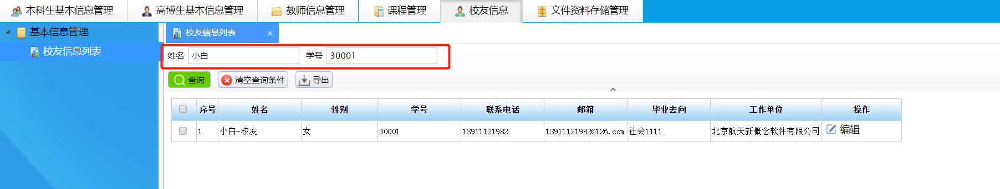 本科生基本信息管理 高博生基本信息管理 教师信息管理 课程管理 校友信息 文件资料存储管理
基本信息管理 校友信息列表
校友信息列表
姓名 小白 学号 30001
查询 清空查询条件 导出
序号 姓名 性别 学号 联系电话 邮箱 毕业去向 工作单位 操作
1 小白-校友 女 30001 13911121982 13911121982@126.com 社会1111 北京航天新概念软件有限公司 编辑